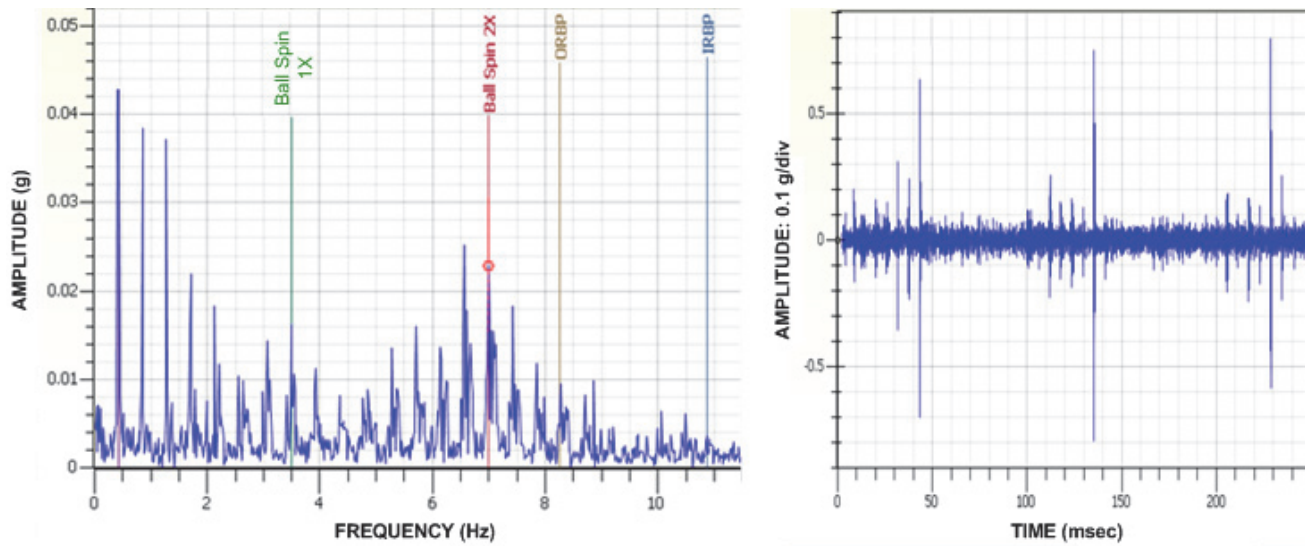 0.05
0.04
0.03
0.02
0.01
0
AMPLITUDE (g)
Ball Spin
1X
Ball Spin 2X
ORBP
IRBP
0
2
4
6
8
10
FREQUENCY (Hz)
0.5
0
-0.5
AMPLITUDE: 0.1 g/div
0
50
100
150
200
TIME (msec)